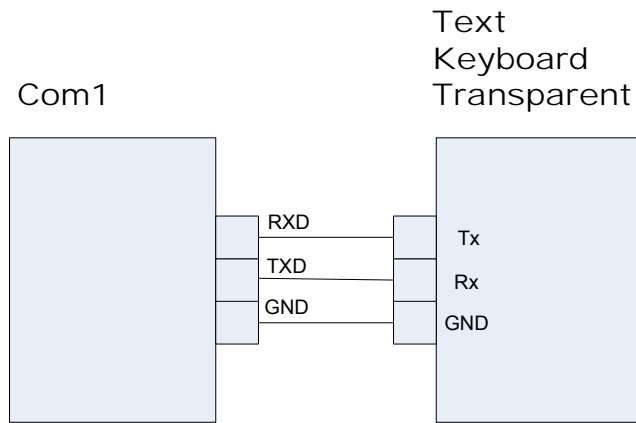 Text
Keyboard
Com1
Transparent
RXD
Tx
TXD
Rx
GND
GND